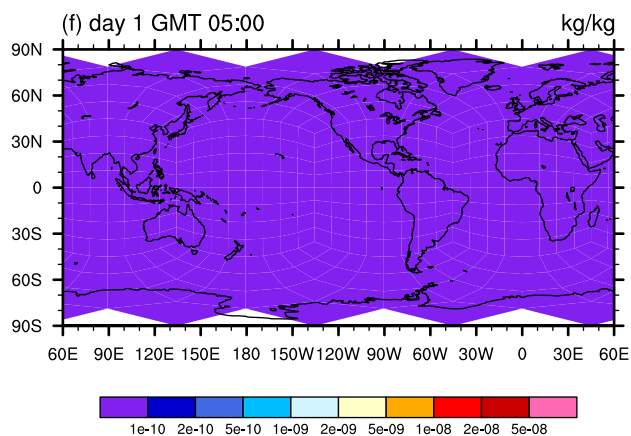 (f) day 1 GMT 05:00 kg/kg
90N
60N
30N
0
30S
60S
90S
60E 90E 120E 150E 180 150W 120W 90W 60W 30W 0 30E 60E
1e-10 2e-10 5e-10 1e-09 2e-09 5e-09 1e-08 2e-08 5e-08